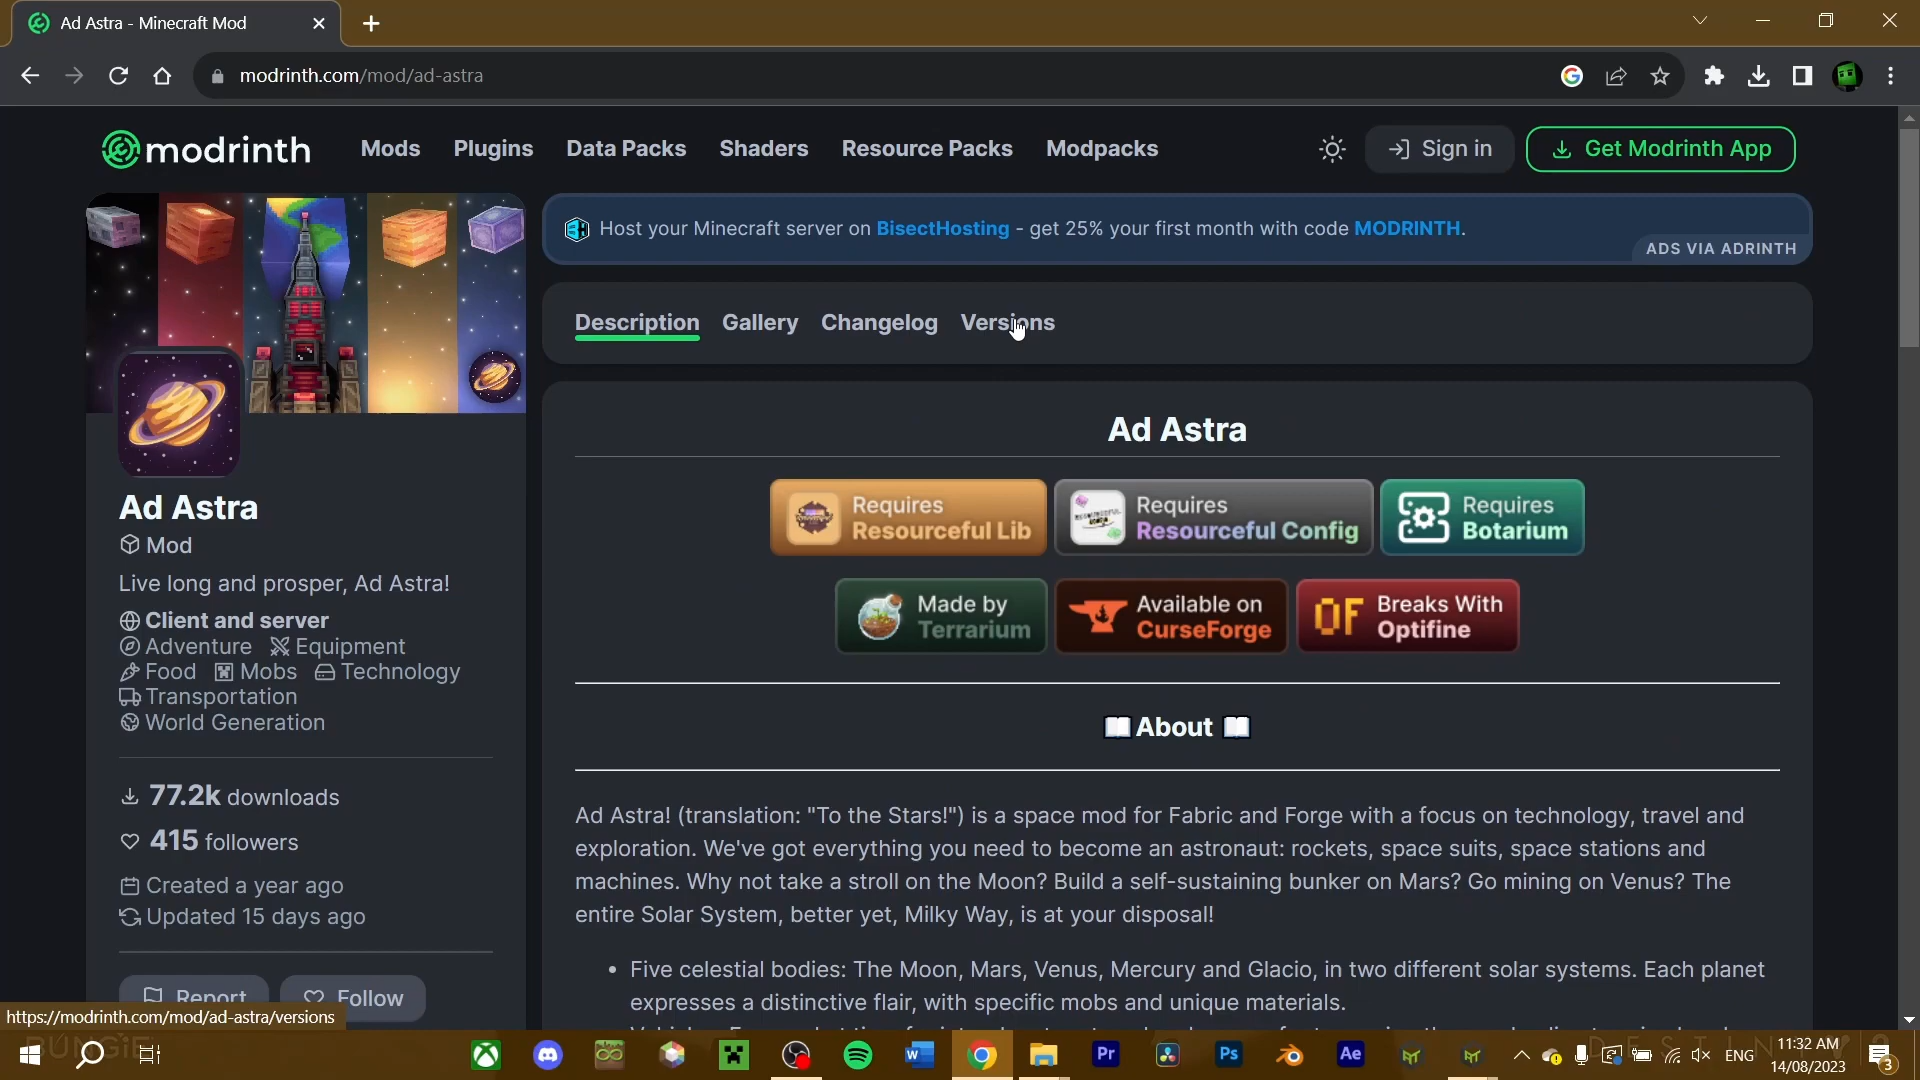 Ad Astra - Minecraft Mod
modrinth.com/mod/ad-astra
modrinth
Mods
Plugins
Data Packs
Shaders
Resource Packs
Modpacks
Sign in
Get Modrinth App
Host your Minecraft server on BisectHosting - get 25% your first month with code MODRINTH.
ADS VIA ADRINTH
Description
Gallery
Changelog
Versions
Ad Astra
Requires
Resourceful Lib
Requires
Resourceful Config
Requires
Botarium
Made by
Terrarium
Available on
CurseForge
OF
Breaks With
Optifine
Ad Astra
Mod
Live long and prosper, Ad Astra!
Client and server
Adventure
Equipment
Food
Mobs
Technology
Transportation
World Generation
77.2k downloads
415 followers
Created a year ago
Updated 15 days ago
Report
Follow
About
Ad Astra! (translation: "To the Stars!") is a space mod for Fabric and Forge with a focus on technology, travel and
exploration. We've got everything you need to become an astronaut: rockets, space suits, space stations and
machines. Why not take a stroll on the Moon? Build a self-sustaining bunker on Mars? Go mining on Venus? The
entire Solar System, better yet, Milky Way, is at your disposal!
• Five celestial bodies: The Moon, Mars, Venus, Mercury and Glacio, in two different solar systems. Each planet
expresses a distinctive flair, with specific mobs and unique materials.
https://modrinth.com/mod/ad-astra/versions
BUNGiE
Pr
Ps
Ae
ENG
11:32 AM
14/08/2023
3